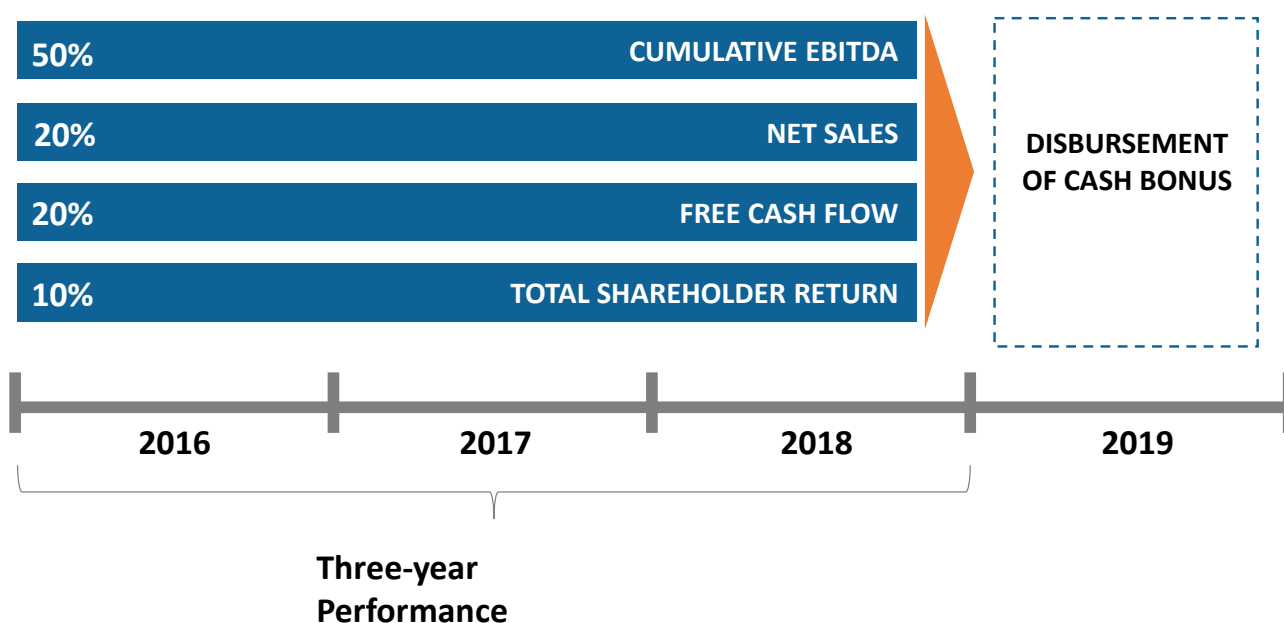 50% CUMULATIVE EBITDA
20% NET SALES
20% FREE CASH FLOW
10% TOTAL SHAREHOLDER RETURN
DISBURSEMENT
OF CASH BONUS
2016 2017 2018 2019
Three-year
Performance